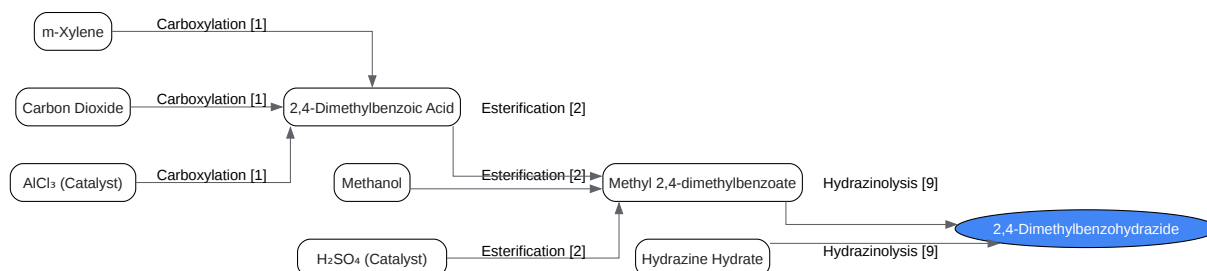 m-Xylene
Carboxylation [1]
Carbon Dioxide
Carboxylation [1]
2,4-Dimethylbenzoic Acid
Esterification [2]
AlCl₃ (Catalyst)
Carboxylation [1]
Methanol
Esterification [2]
Methyl 2,4-dimethylbenzoate
Hydrazinolysis [9]
2,4-Dimethylbenzohydrazide
H₂SO₄ (Catalyst)
Esterification [2]
Hydrazine Hydrate
Hydrazinolysis [9]